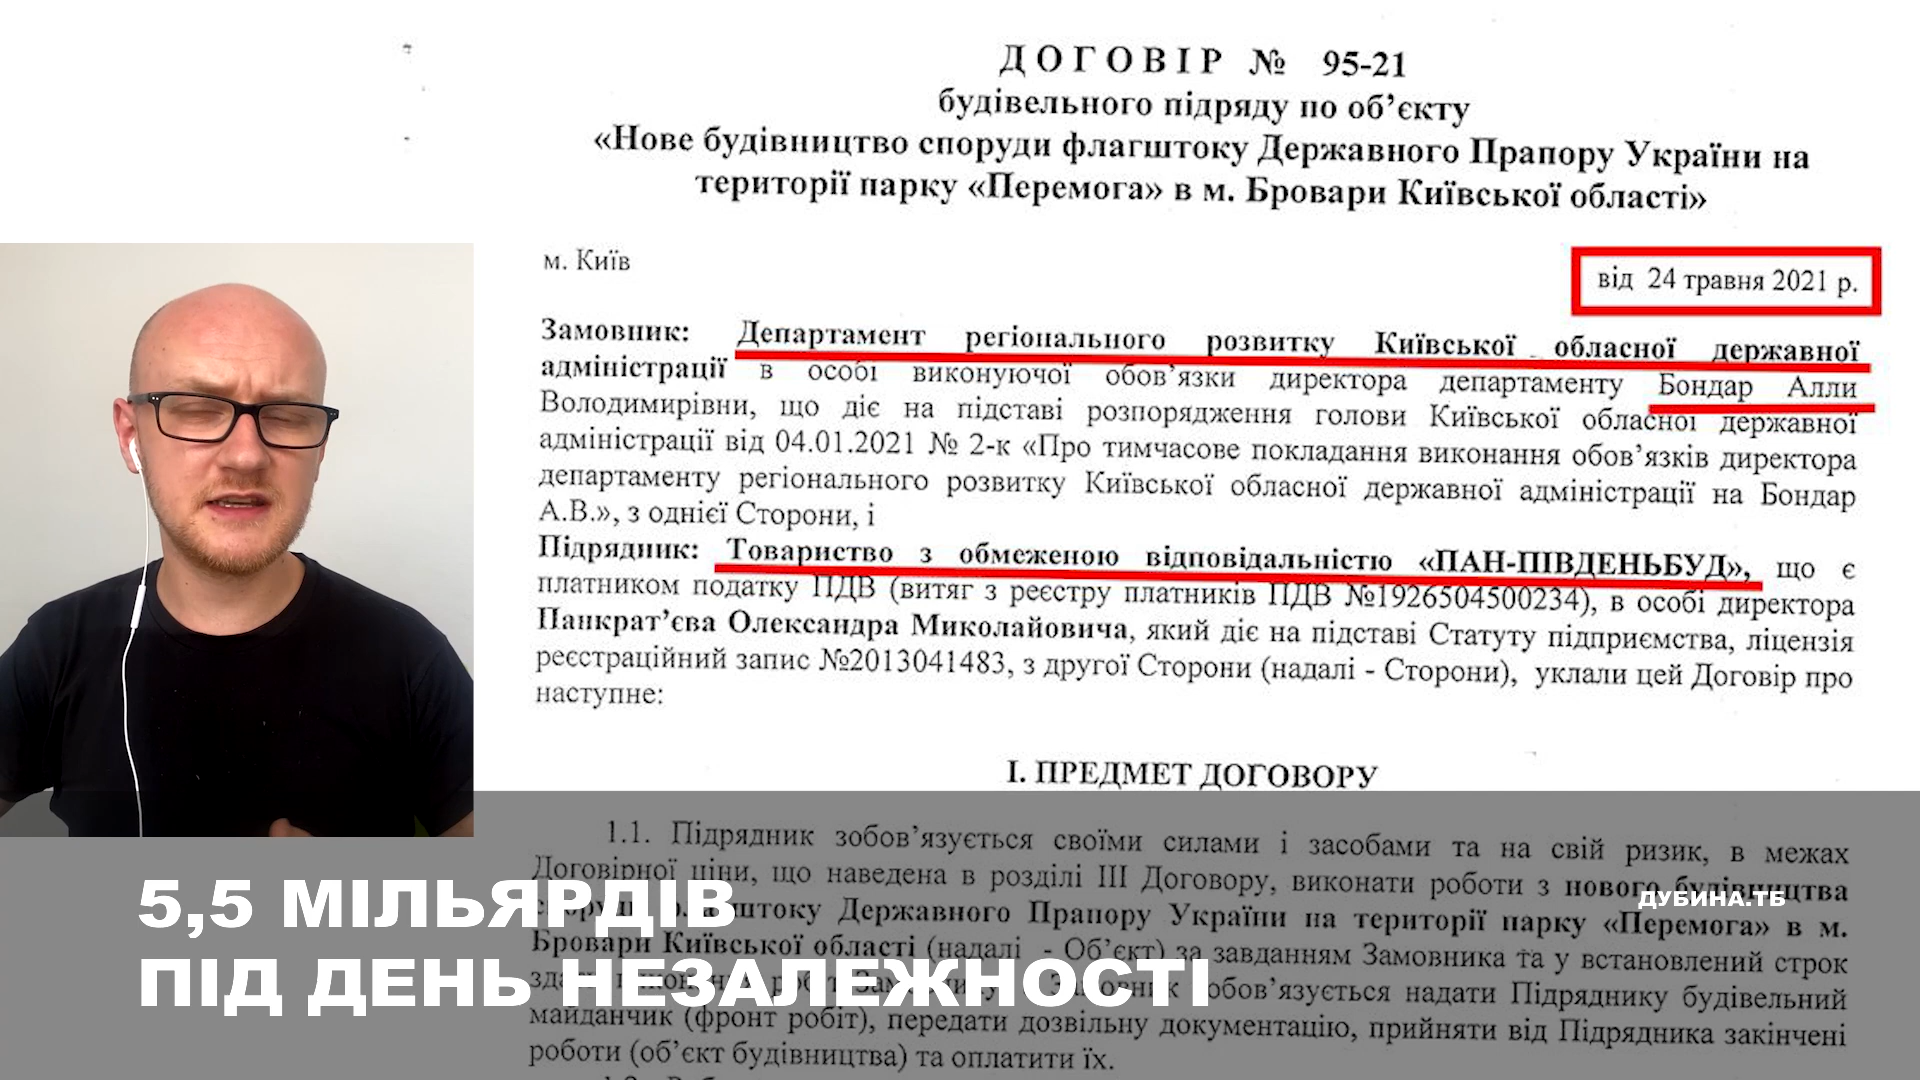 ДОГОВІР № 95-21
будівельного підряду по об’єкту
«Нове будівництво споруди флагштоку Державного Прапору України на
території парку «Перемога» в м. Бровари Київської області»
м. Київ
від 24 травня 2021 р.
Замовник: Департамент регіонального розвитку Київської обласної державної
адміністрації в особі виконуючої обов’язки директора департаменту Бондар Алли
Володимирівни, що діє на підставі розпорядження голови Київської обласної державної
адміністрації від 04.01.2021 № 2-к «Про тимчасове покладання виконання обов’язків директора
департаменту регіонального розвитку Київської обласної державної адміністрації на Бондар
А.В.», з однієї Сторони, і
Підрядник: Товариство з обмеженою відповідальністю «ПАН-ПІВДЕНЬБУД», що є
платником податку ПДВ (витяг з реєстру платників ПДВ №1926504500234), в особі директора
Панкрат’єва Олександра Миколайовича, який діє на підставі Статуту підприємства, ліцензія
реєстраційний запис №2013041483, з другої Сторони (надалі - Сторони), уклали цей Договір про
наступне:
І. ПРЕДМЕТ ДОГОВОРУ
1.1. Підрядник зобов’язується своїми силами і засобами та на свій ризик, в межах
Договірної ціни, що наведена в розділі ІІІ Договору, виконати роботи з нового будівництва
штоку Державного Прапору України на території парку «Перемога» в м.
Бровари Київської області (надалі - Об’єкт) за завданням Замовника та у встановлений строк
зобов’язується надати Підряднику будівельний
майданчик (фронт робіт), передати дозвільну документацію, прийняти від Підрядника закінчені
роботи (об’єкт будівництва) та оплатити їх.
5,5 МІЛЬЯРДІВ
ПІД ДЕНЬ НЕЗАЛЕЖНОСТІ
ДУБИНА.ТБ